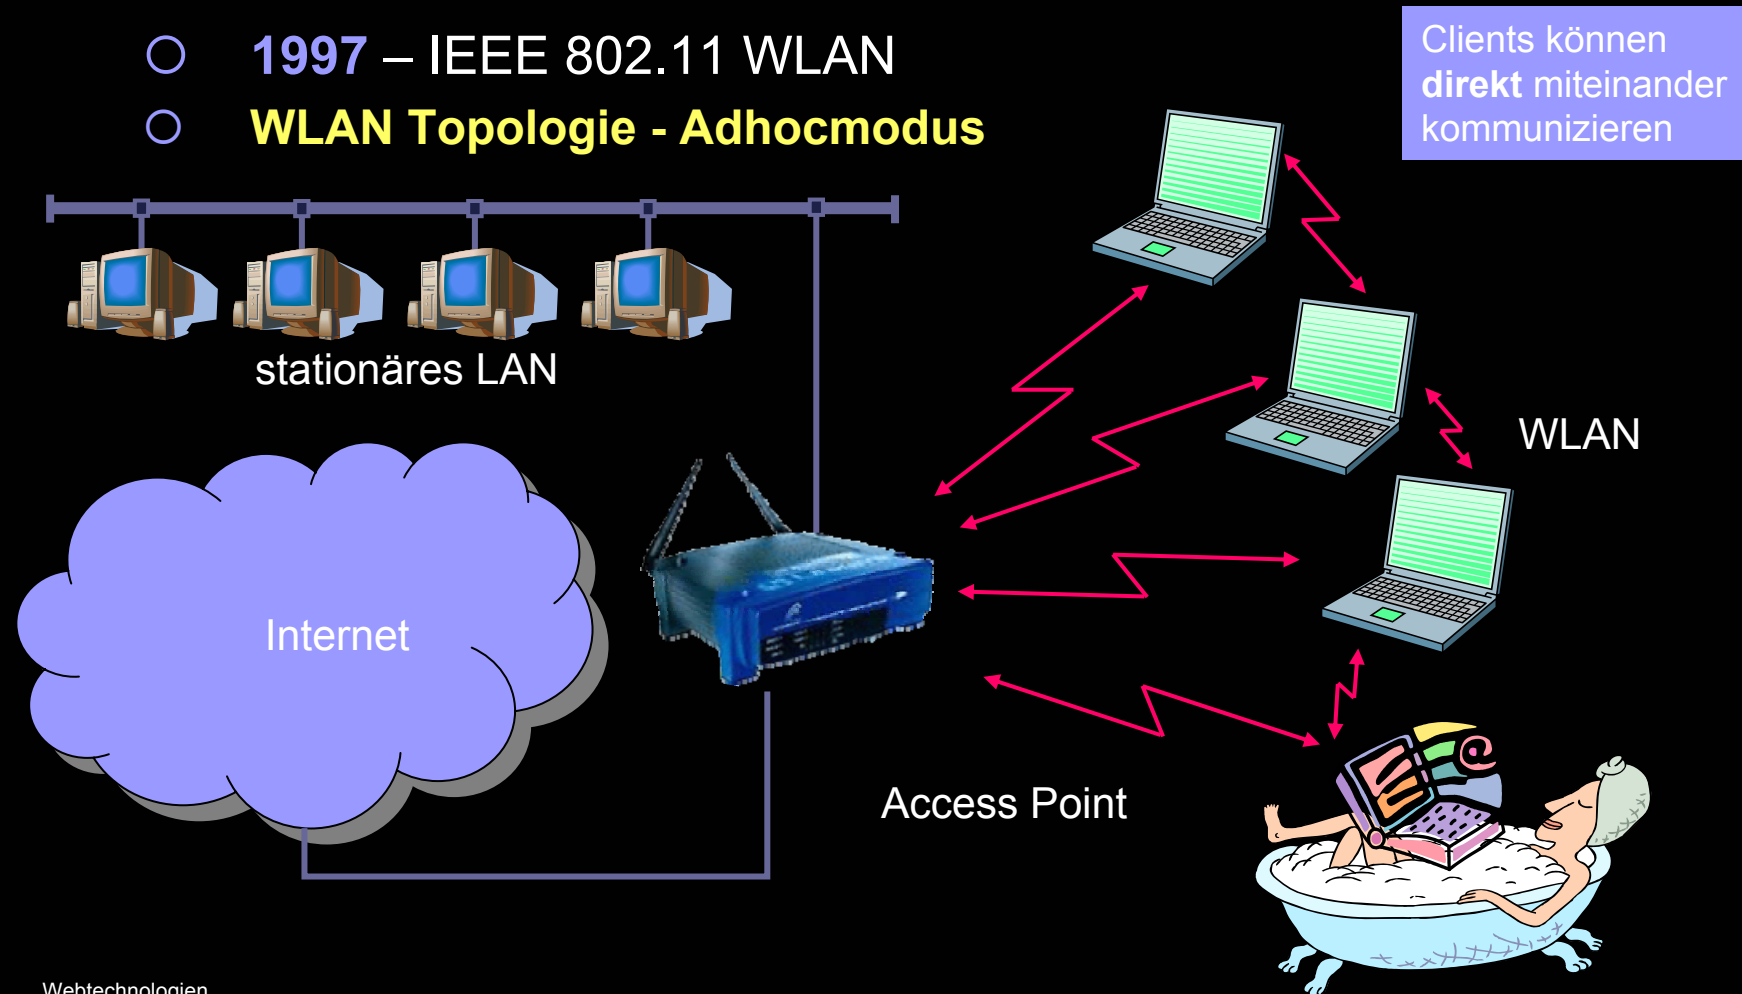 1997 – IEEE 802.11 WLAN
WLAN Topologie - Adhocmodus
Clients können
direkt miteinander
kommunizieren
stationäres LAN
WLAN
Internet
Access Point
@
Webtechnologien